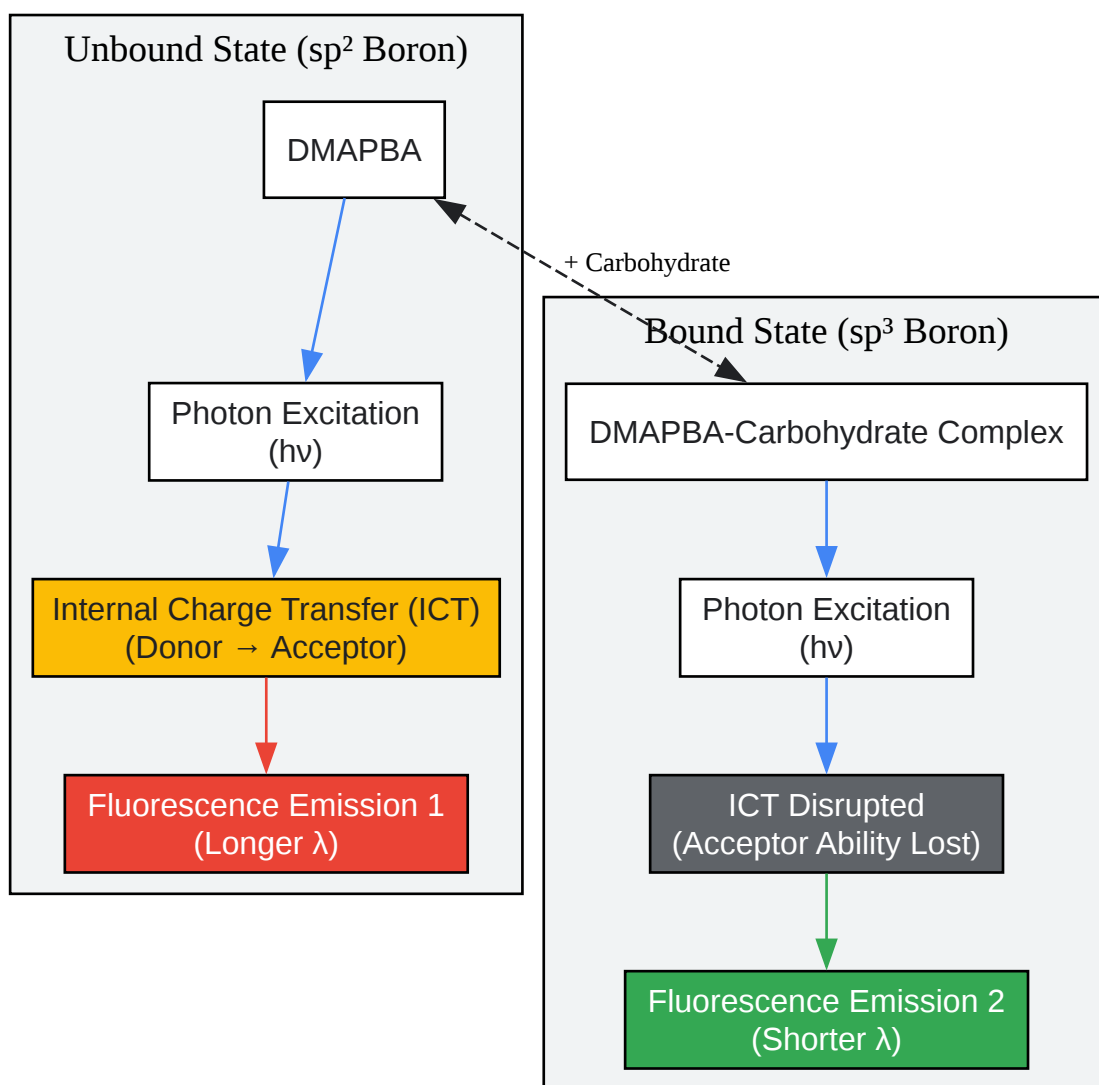 Unbound State (sp² Boron)
DMAPBA
Photon Excitation
(hν)
Internal Charge Transfer (ICT)
(Donor → Acceptor)
Fluorescence Emission 1
(Longer λ)
+ Carbohydrate
Bound State (sp³ Boron)
DMAPBA-Carbohydrate Complex
Photon Excitation
(hν)
ICT Disrupted
(Acceptor Ability Lost)
Fluorescence Emission 2
(Shorter λ)